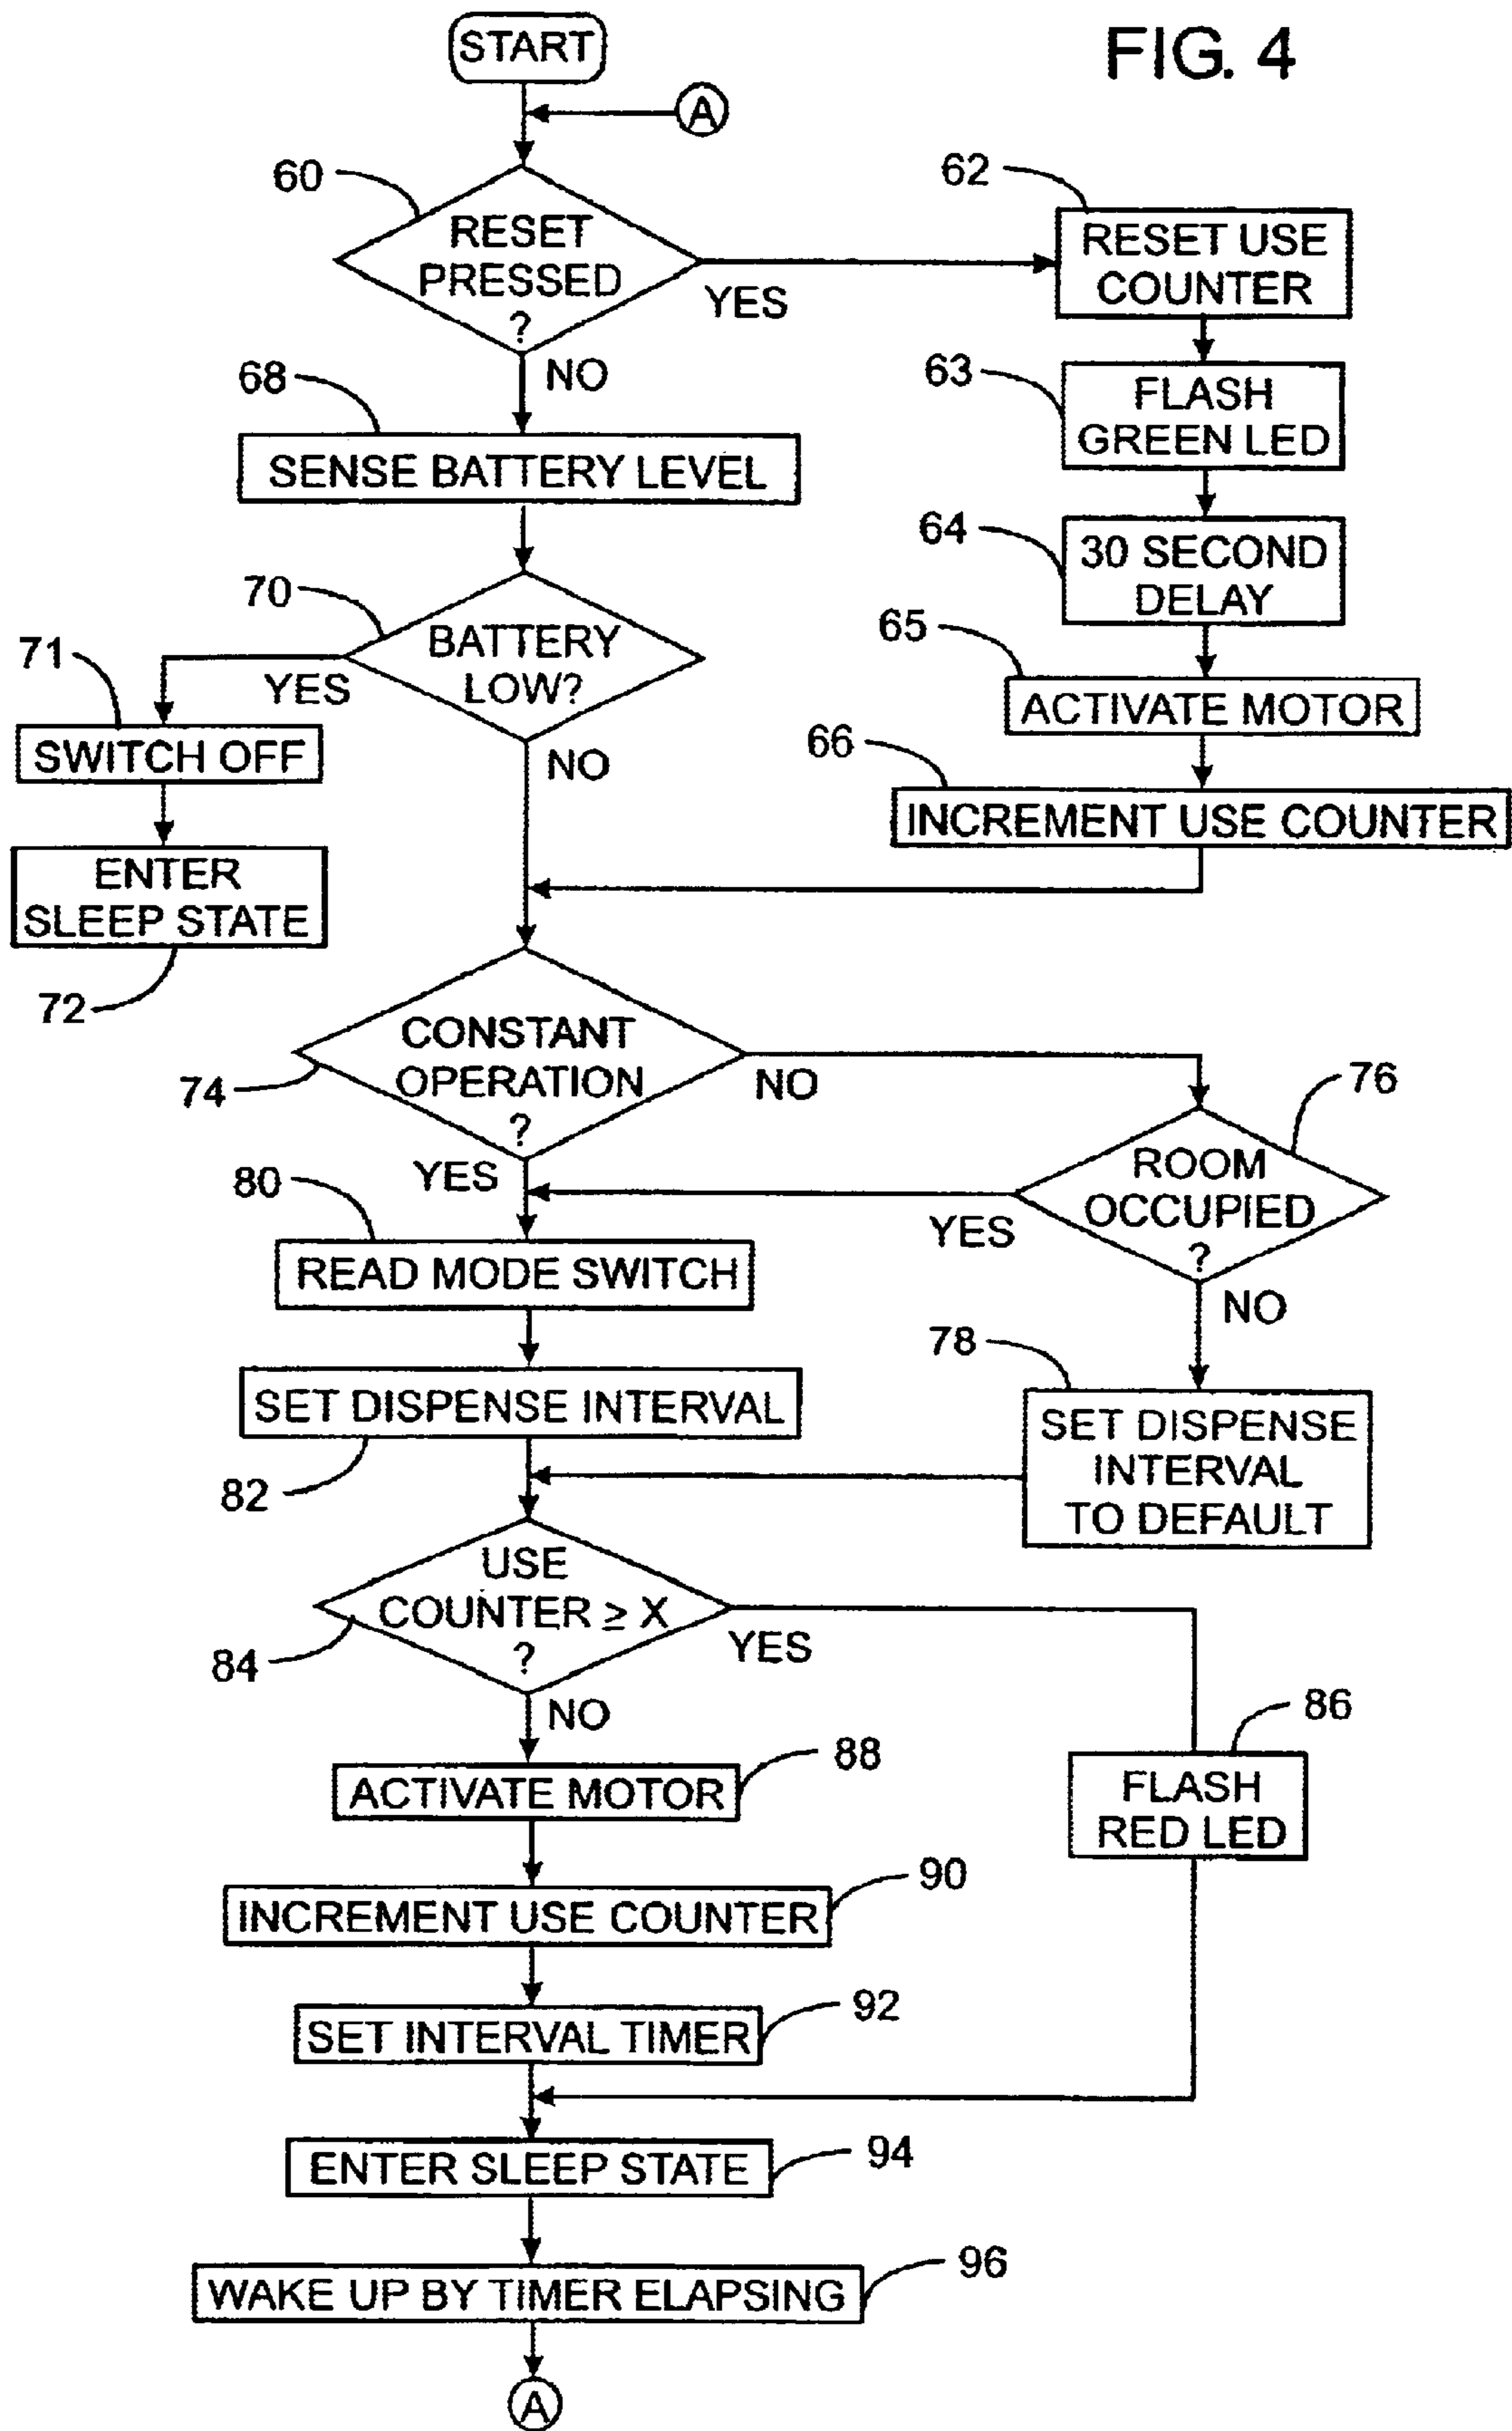 FIG. 4
START
A
60
RESET
PRESSED
?
YES
NO
62
RESET USE
COUNTER
63
FLASH
GREEN LED
64
30 SECOND
DELAY
65
ACTIVATE MOTOR
66
INCREMENT USE COUNTER
68
SENSE BATTERY LEVEL
70
BATTERY
LOW?
YES
NO
71
SWITCH OFF
ENTER
SLEEP STATE
72
CONSTANT
OPERATION
?
74
NO
YES
76
ROOM
OCCUPIED
?
YES
NO
78
SET DISPENSE
INTERVAL
TO DEFAULT
80
READ MODE SWITCH
SET DISPENSE INTERVAL
82
USE
COUNTER ≥ X
?
84
YES
NO
86
FLASH
RED LED
88
ACTIVATE MOTOR
90
INCREMENT USE COUNTER
92
SET INTERVAL TIMER
94
ENTER SLEEP STATE
96
WAKE UP BY TIMER ELAPSING
A